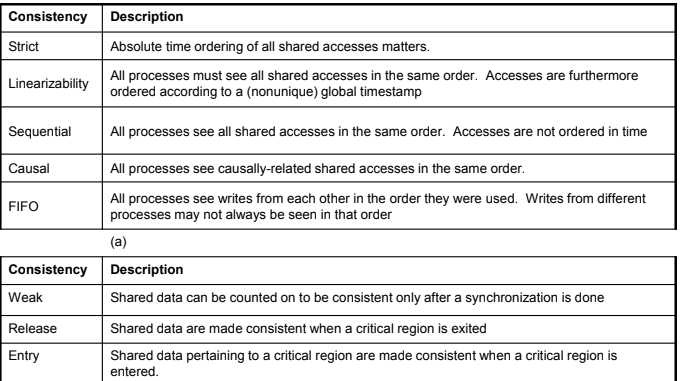 Consistency Description
Strict Absolute time ordering of all shared accesses matters.
Linearizability All processes must see all shared accesses in the same order. Accesses are furthermore
ordered according to a (nonunique) global timestamp
Sequential All processes see all shared accesses in the same order. Accesses are not ordered in time
Causal All processes see causally-related shared accesses in the same order.
FIFO All processes see writes from each other in the order they were used. Writes from different
processes may not always be seen in that order
(a)
Consistency Description
Weak Shared data can be counted on to be consistent only after a synchronization is done
Release Shared data are made consistent when a critical region is exited
Entry Shared data pertaining to a critical region are made consistent when a critical region is
entered.